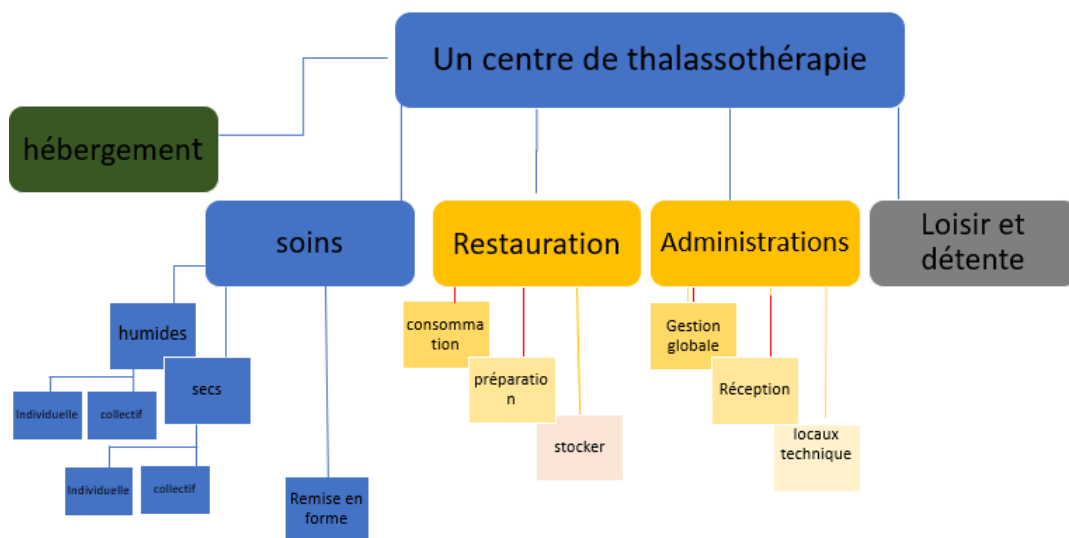 Un centre de thalassothérapie
hébergement
soins
Restauration
Administrations
Loisir et
détente
humides
secs
Individuelle
collectif
Individuelle
collectif
Remise en
forme
consomma
tion
préparatio
n
stocker
Gestion
globale
Réception
locaux
technique